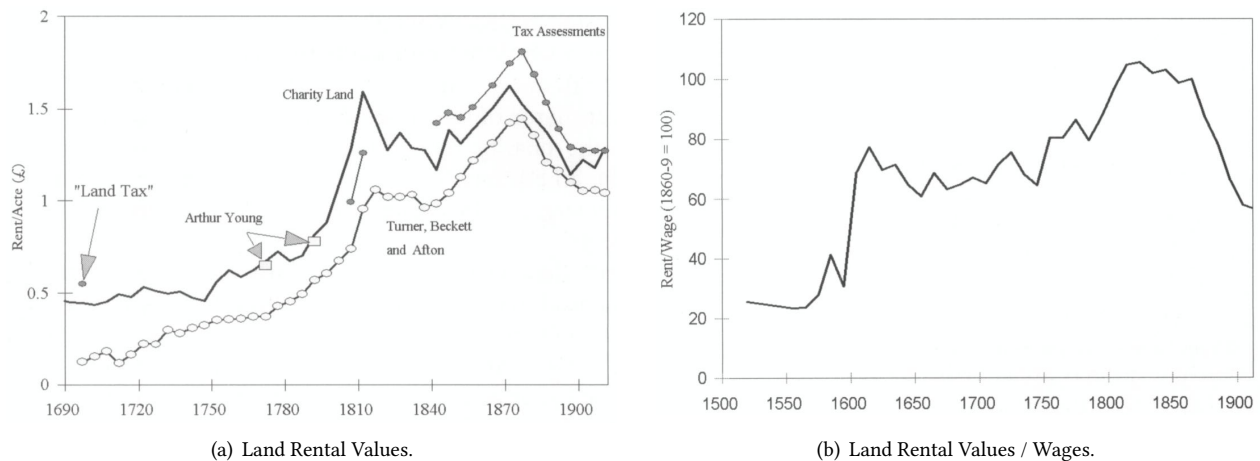 Tax Assessments
Charity Land
"Land Tax"
Arthur Young
Turner, Beckett
and Afton
Rent/Acte (£)
2
1.5
1
0.5
0
1690 1720 1750 1780 1810 1840 1870 1900
(a) Land Rental Values.
Rent/Wage (1860-9 = 100)
120
100
80
60
40
20
0
1500 1550 1600 1650 1700 1750 1800 1850 1900
(b) Land Rental Values / Wages.